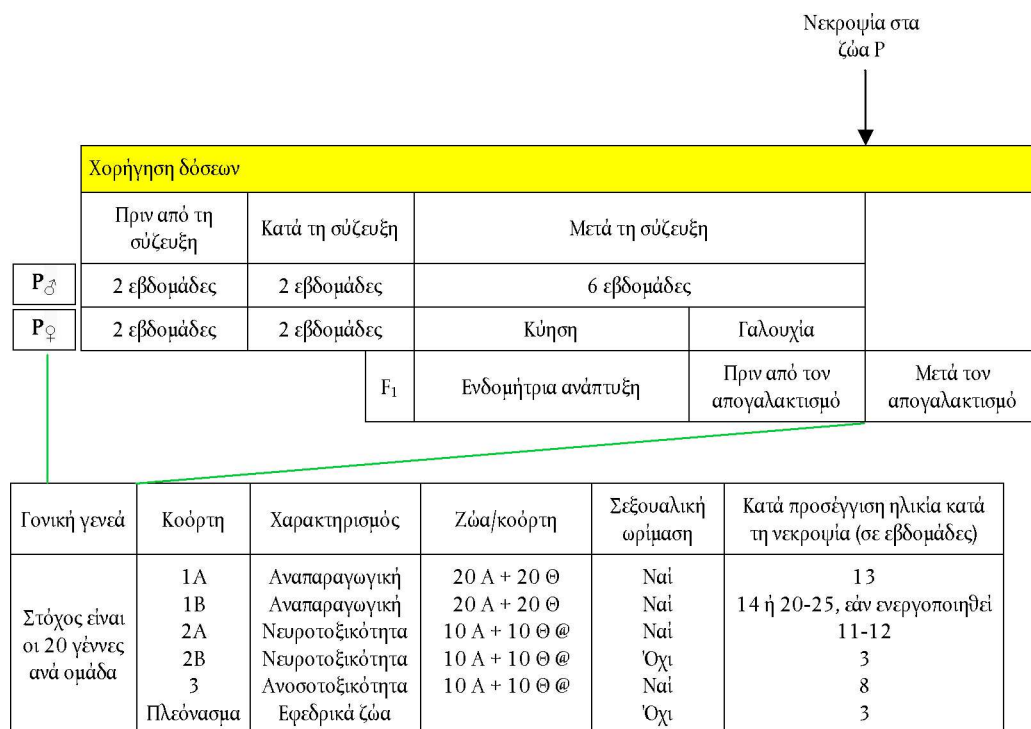 Νεκροψία στα
ζώα P
Χορήγηση δόσεων
Πριν από τη
σύζευξη
Κατά τη σύζευξη
Μετά τη σύζευξη
P♂
2 εβδομάδες
2 εβδομάδες
6 εβδομάδες
P♀
2 εβδομάδες
2 εβδομάδες
Κύηση
Γαλουχία
F1
Ενδομήτρια ανάπτυξη
Πριν από τον
απογαλακτισμό
Μετά τον
απογαλακτισμό
Γονική γενεά
Κοόρτη
Χαρακτηρισμός
Ζώα/κοόρτη
Σεξουαλική
ωρίμαση
Κατά προσέγγιση ηλικία κατά
τη νεκροψία (σε εβδομάδες)
Στόχος είναι
οι 20 γέννες
ανά ομάδα
1A Αναπαραγωγική 20 A + 20 Θ Ναί 13
1B Αναπαραγωγική 20 A + 20 Θ Ναί 14 ή 20-25, εάν ενεργοποιηθεί
2A Νευροτοξικότητα 10 A + 10 Θ @ Ναί 11-12
2B Νευροτοξικότητα 10 A + 10 Θ @ Όχι 3
3 Ανοσοτοξικότητα 10 A + 10 Θ @ Ναί 8
Πλεόνασμα Εφεδρικά ζώα Όχι 3